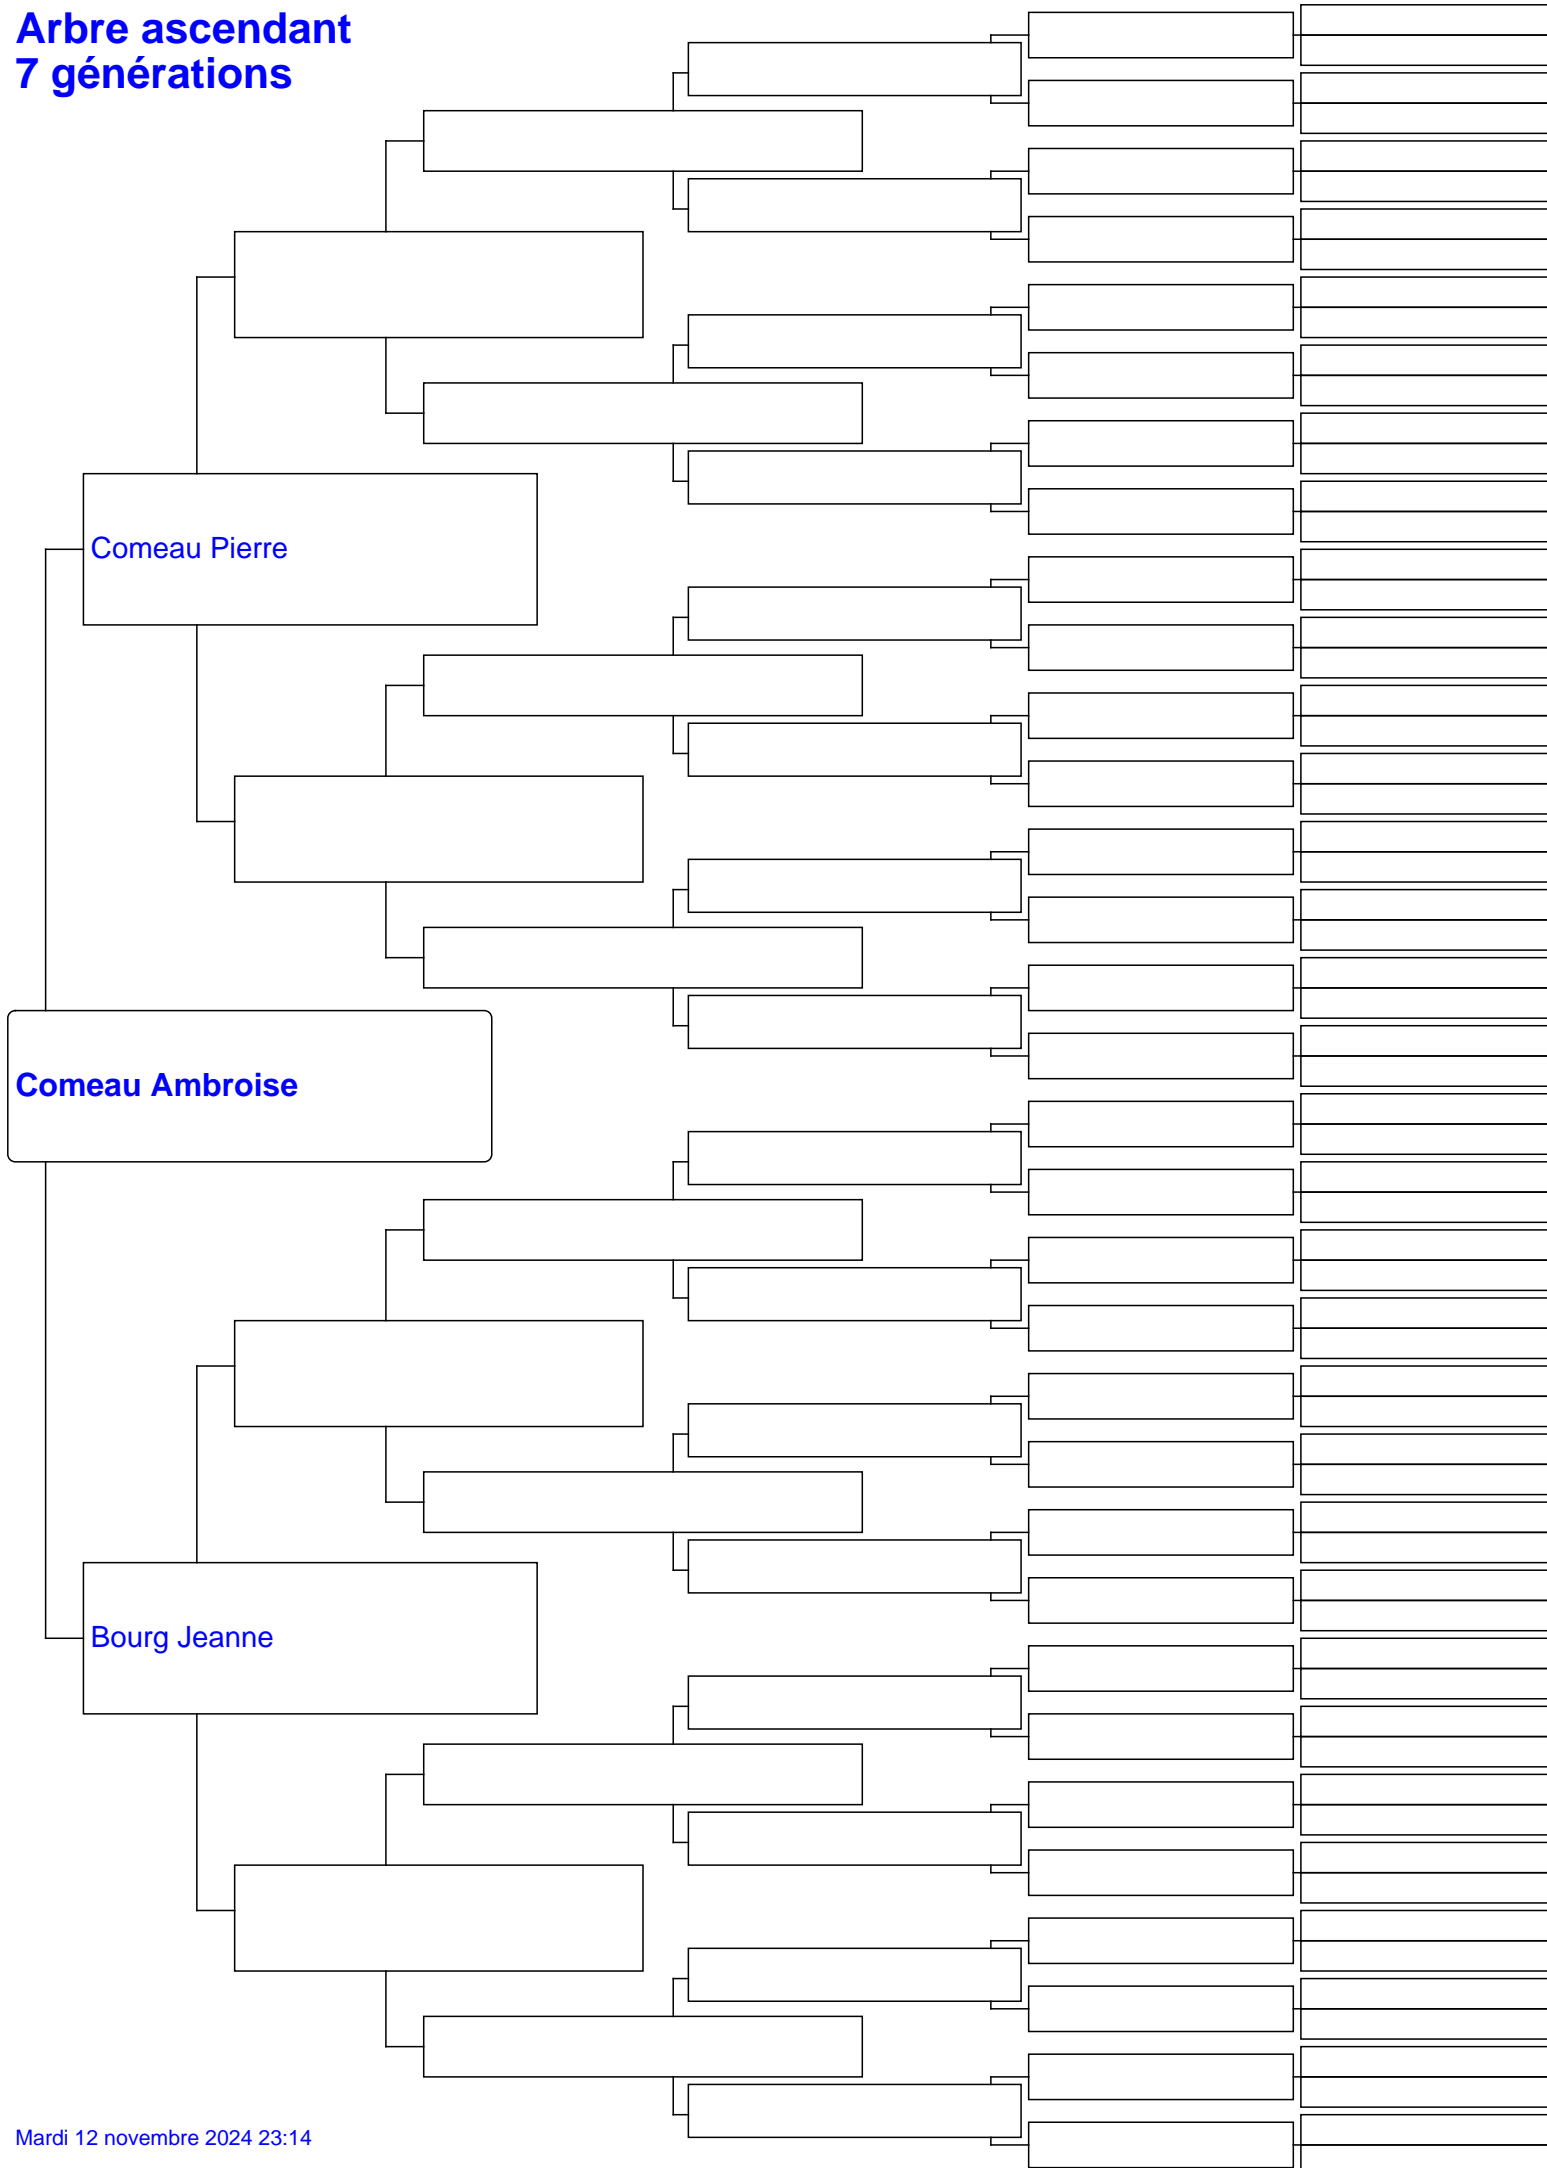 Arbre ascendant
7 générations
Comeau Pierre
Comeau Ambroise
Bourg Jeanne
Mardi 12 novembre 2024 23:14